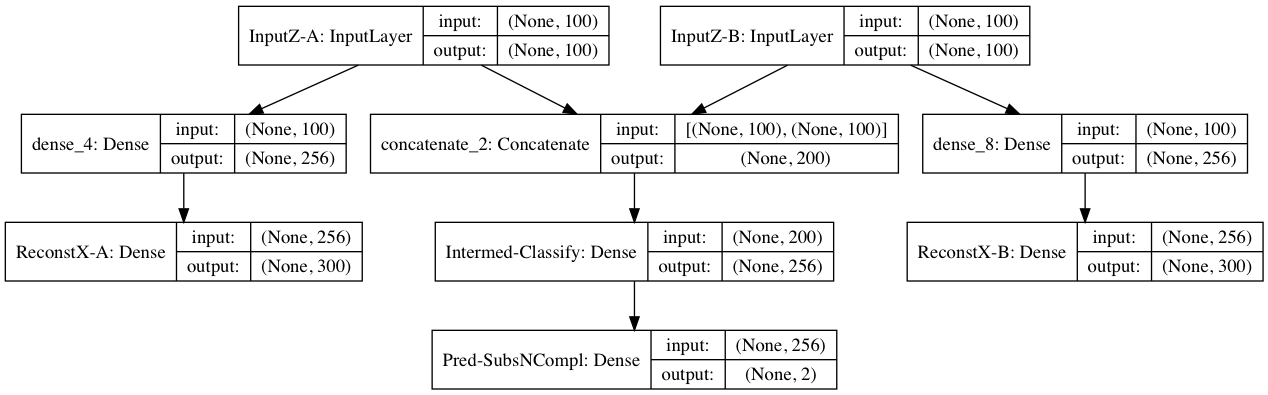 InputZ-A: InputLayer
input: (None, 100)
output: (None, 100)
InputZ-B: InputLayer
input: (None, 100)
output: (None, 100)
dense_4: Dense
input: (None, 100)
output: (None, 256)
concatenate_2: Concatenate
input: [(None, 100), (None, 100)]
output: (None, 200)
dense_8: Dense
input: (None, 100)
output: (None, 256)
ReconstX-A: Dense
input: (None, 256)
output: (None, 300)
Intermed-Classify: Dense
input: (None, 200)
output: (None, 256)
ReconstX-B: Dense
input: (None, 256)
output: (None, 300)
Pred-SubsNCompl: Dense
input: (None, 256)
output: (None, 2)